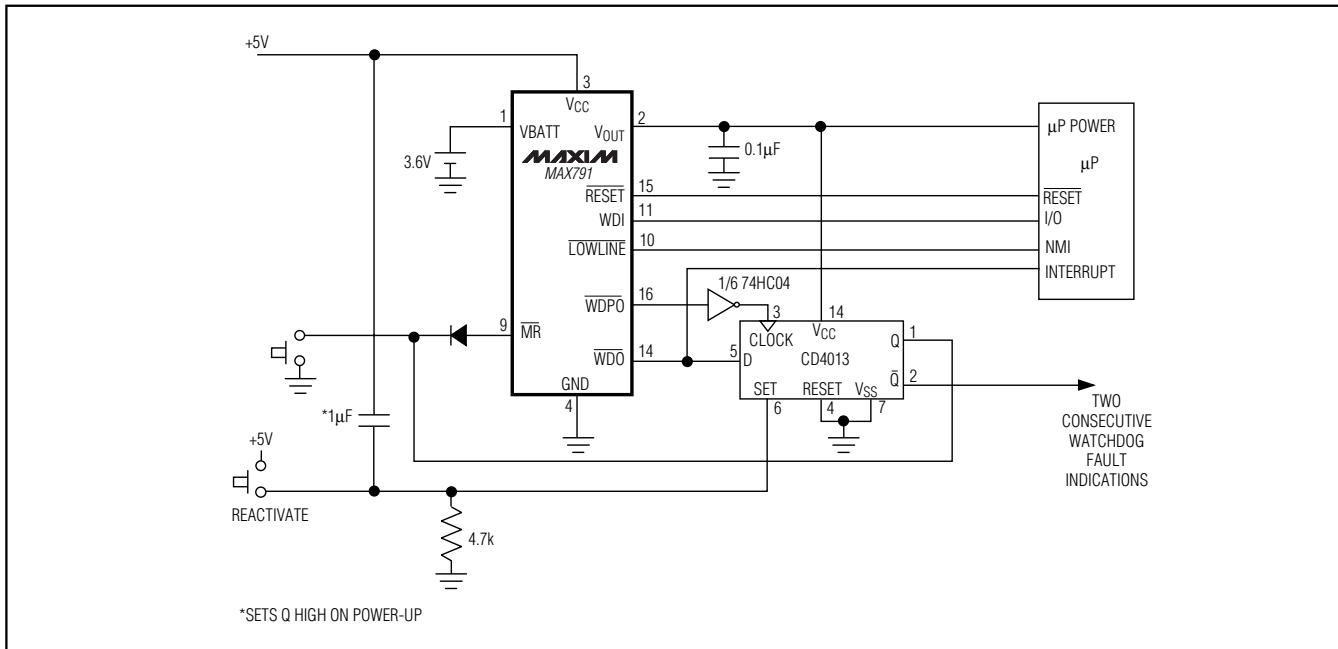 +5V
3
VCC
1
VBATT
VOUT
2
µP POWER
3.6V
MAXIM
MAX791
0.1µF
µP
RESET
15
RESET
WDI
11
I/O
LOWLINE
10
NMI
INTERRUPT
1/6 74HC04
WDPO
16
3
14
CLOCK
VCC
Q
1
9
MR
WDO
14
5
D
CD4013
Q̅
2
GND
4
SET
RESET
VSS
6
4
7
*1µF
TWO
CONSECUTIVE
WATCHDOG
FAULT
INDICATIONS
+5V
REACTIVATE
4.7k
*SETS Q HIGH ON POWER-UP